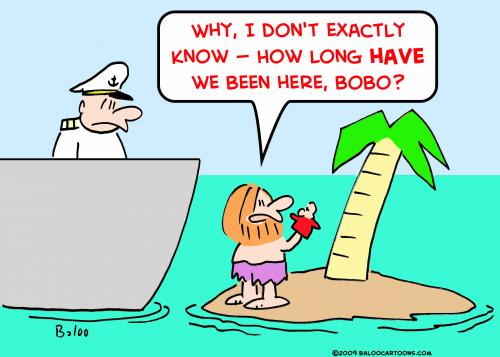 WHY, I DON'T EXACTLY
KNOW – HOW LONG HAVE
WE BEEN HERE, BOBO?
Baloo
©2009 BALOOCARTOONS.COM